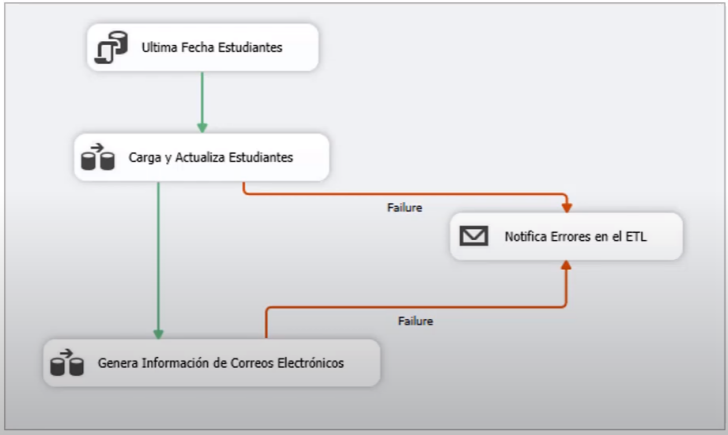 Ultima Fecha Estudiantes
Carga y Actualiza Estudiantes
Failure
Notifica Errores en el ETL
Failure
Genera Información de Correos Electrónicos